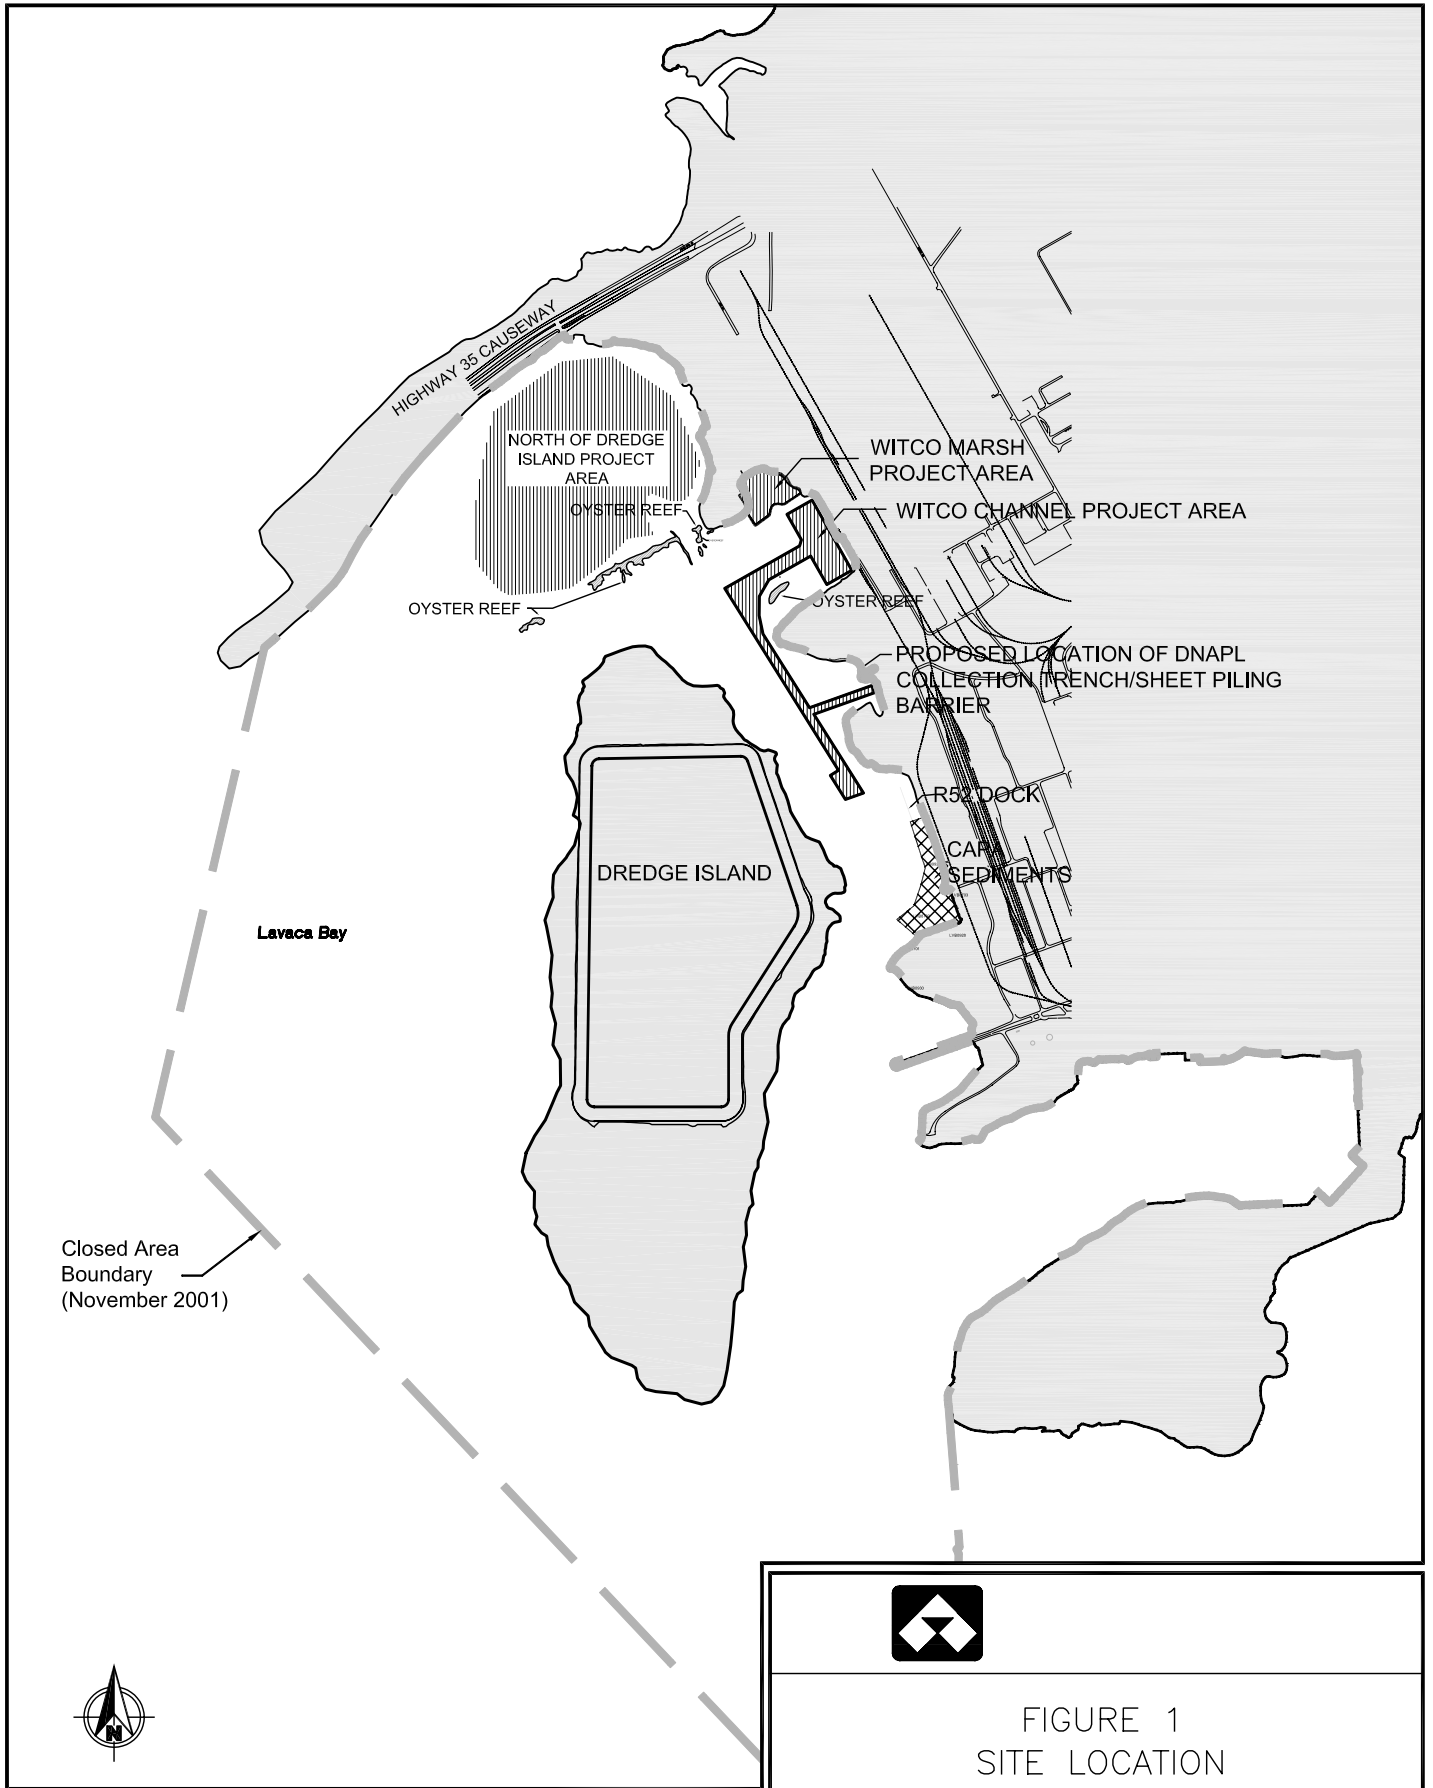 HIGHWAY 35 CAUSEWAY
NORTH OF DREDGE
ISLAND PROJECT
AREA
WITCO MARSH
PROJECT AREA
OYSTER REEF
WITCO CHANNEL PROJECT AREA
OYSTER REEF
OYSTER REEF
PROPOSED LOCATION OF DNAPL
COLLECTION TRENCH/SHEET PILING
BARRIER
R52 DOCK
CAPA
SEDIMENTS
DREDGE ISLAND
Lavaca Bay
Closed Area
Boundary
(November 2001)
N
FIGURE 1
SITE LOCATION